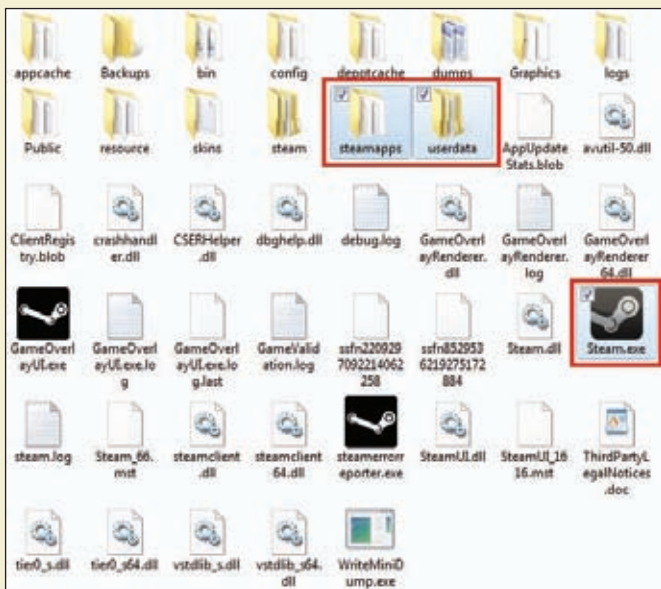 appcache Backups bin config depotcache dumps Graphics logs
Public resource skins steam steamapps userdata AppUpdate avutil-50.dll
Stats.blob
ClientRegis crashhandl CSERHelper dbghelp.dll debug.log GameOverl GameOverl GameOverl
try.blob er.dll .dll ayRenderer. ayRenderer. ayRenderer
dll log 64.dll
GameOverl GameOverl GameOverl GameValid ssfn220929 ssfn852953 Steam.dll Steam.exe
ayUI.exe ayUI.exe.lo ayUI.exe.lo ation.log 7092214062 6219275172
g g.last 258 884
steam.log Steam_66. steamclient steamclient steamerrorr SteamUI.dll SteamUI_16 ThirdPartyL
mst .dll 64.dll eporter.exe 16.mst egalNotices
.doc
tier0_s.dll tier0_s64.dll vstdlib_s.dll vstdlib_s64. WriteMiniD
dll ump.exe